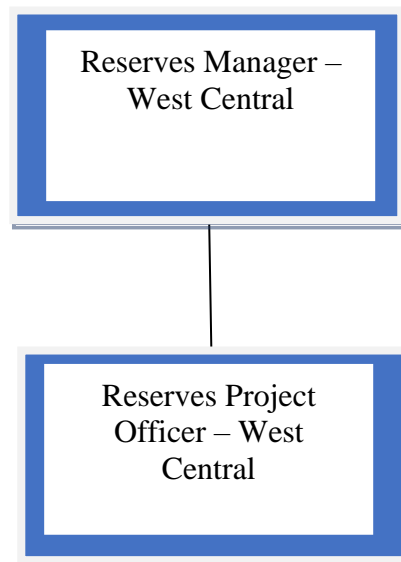 Reserves Manager –
West Central
Reserves Project
Officer – West
Central